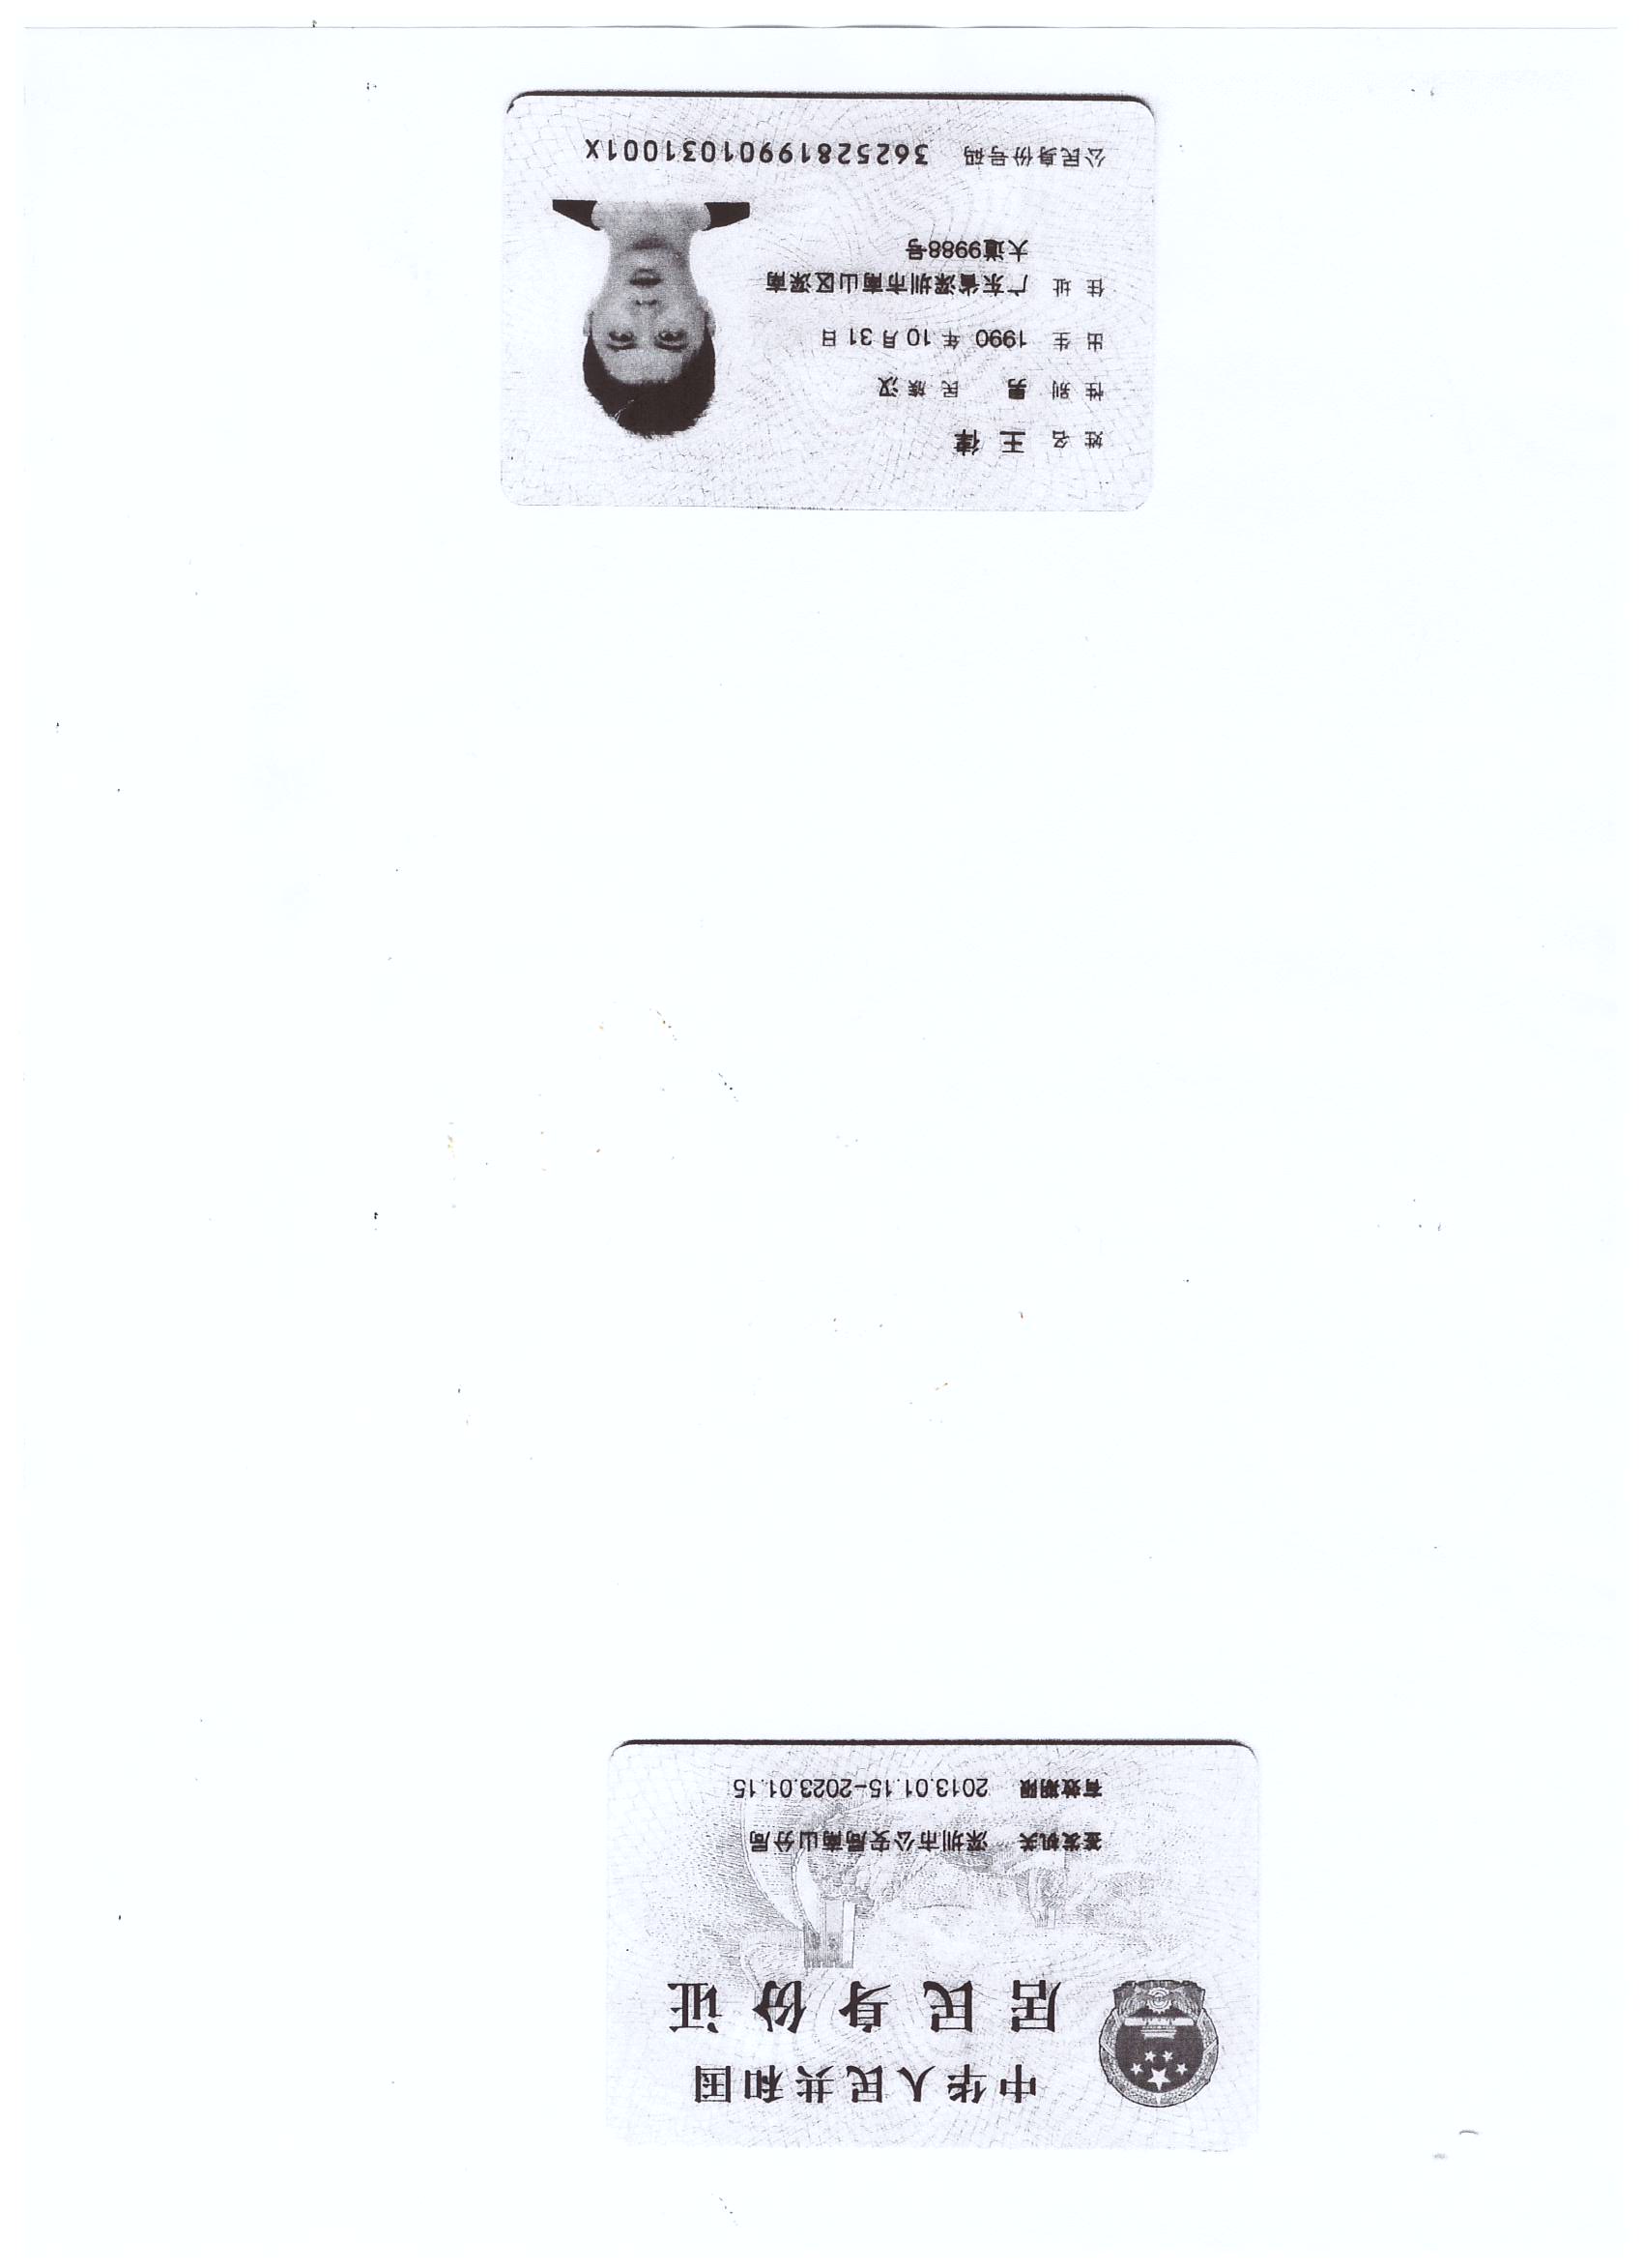 中华人民共和国
居民身份证
签发机关 深圳市公安局南山分局
有效期限 2013.01.15-2023.01.15
姓名 王律
性别 男 民族 汉
出生 1990 年 10 月 31 日
住址 广东省深圳市南山区深南
大道9988号
公民身份号码 36252819901031001X